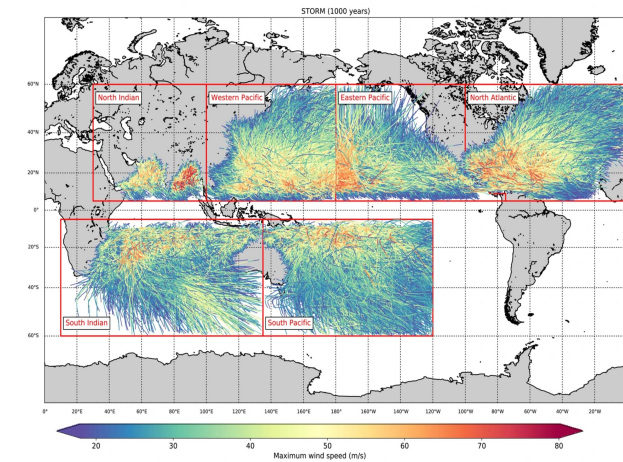 STORM (1000 years)
60°N
North Indian
Western Pacific
Eastern Pacific
North Atlantic
40°N
20°N
0°
20°S
40°S
South Indian
South Pacific
60°S
0° 20°E 40°E 60°E 80°E 100°E 120°E 140°E 160°E 180° 160°W 140°W 120°W 100°W 80°W 60°W 40°W 20°W
20 30 40 50 60 70 80
Maximum wind speed (m/s)